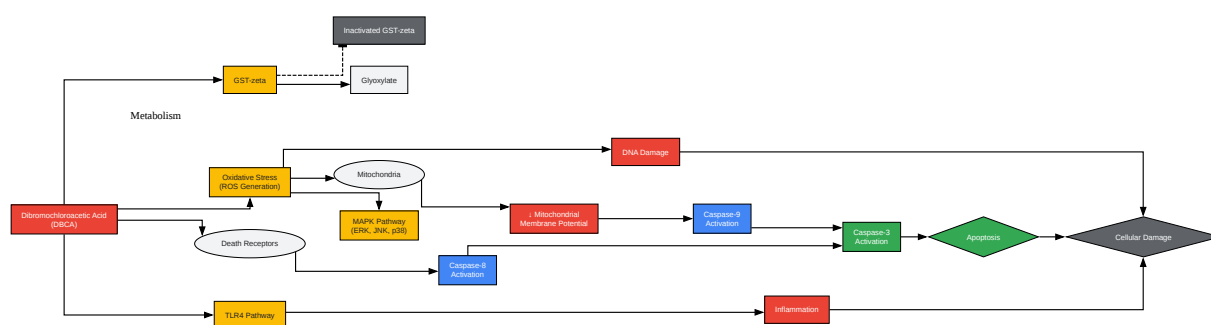 Inactivated GST-zeta
GST-zeta
Glyoxylate
Metabolism
DNA Damage
Oxidative Stress
(ROS Generation)
Mitochondria
Dibromochloroacetic Acid
(DBCA)
MAPK Pathway
(ERK, JNK, p38)
↓ Mitochondrial
Membrane Potential
Caspase-9
Activation
Death Receptors
Caspase-8
Activation
Caspase-3
Activation
Apoptosis
Cellular Damage
TLR4 Pathway
Inflammation